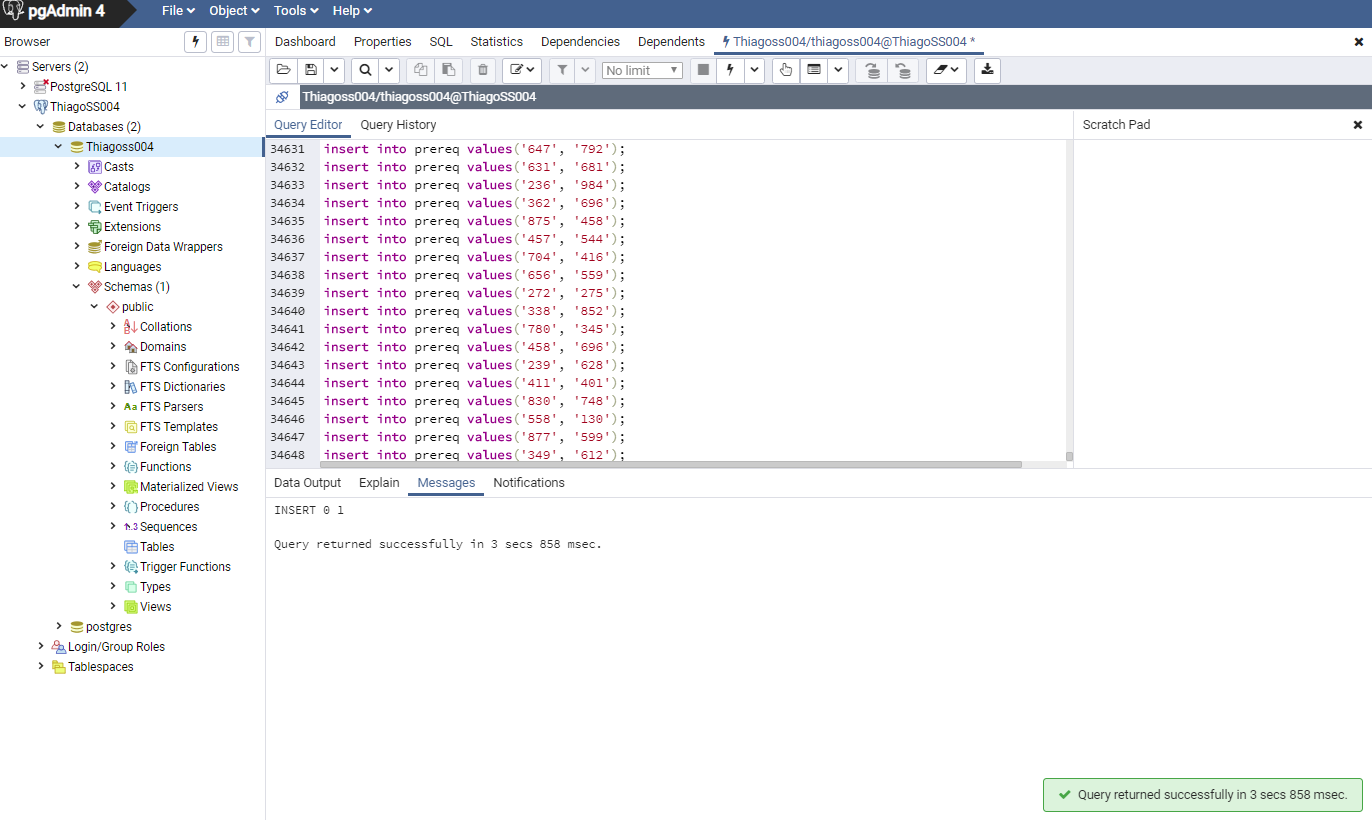 pgAdmin 4
File Object Tools Help
Browser
Dashboard Properties SQL Statistics Dependencies Dependents Thiagoss004/thiagoss004@ThiagoSS004 *
Servers (2)
PostgreSQL 11
ThiagoSS004
Databases (2)
Thiagoss004
Casts
Catalogs
Event Triggers
Extensions
Foreign Data Wrappers
Languages
Schemas (1)
public
Collations
Domains
FTS Configurations
FTS Dictionaries
Aa FTS Parsers
FTS Templates
Foreign Tables
Functions
Materialized Views
Procedures
1..3 Sequences
Tables
Trigger Functions
Types
Views
postgres
Login/Group Roles
Tablespaces
No limit
Thiagoss004/thiagoss004@ThiagoSS004
Query Editor Query History
Scratch Pad
34631 insert into prereq values('647', '792');
34632 insert into prereq values('631', '681');
34633 insert into prereq values('236', '984');
34634 insert into prereq values('362', '696');
34635 insert into prereq values('875', '458');
34636 insert into prereq values('457', '544');
34637 insert into prereq values('704', '416');
34638 insert into prereq values('656', '559');
34639 insert into prereq values('272', '275');
34640 insert into prereq values('338', '852');
34641 insert into prereq values('780', '345');
34642 insert into prereq values('458', '696');
34643 insert into prereq values('239', '628');
34644 insert into prereq values('411', '401');
34645 insert into prereq values('830', '748');
34646 insert into prereq values('558', '130');
34647 insert into prereq values('877', '599');
34648 insert into prereq values('349', '612');
Data Output Explain Messages Notifications
INSERT 0 1
Query returned successfully in 3 secs 858 msec.
Query returned successfully in 3 secs 858 msec.